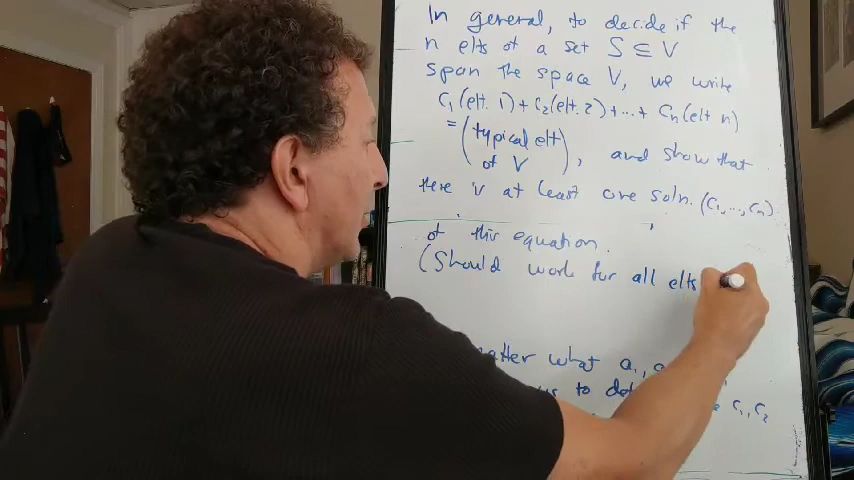 In general, to decide if the
n elts of a set S ⊆ V
span the space V, we write
c₁(elt. 1) + c₂(elt. 2) + ... + cₙ(elt n)
= (typical elt of V), and show that
there is at least one soln. (c₁,...,cₙ)
of this equation.
(Should work for all elts
what a₁,
to
c₁, c₂